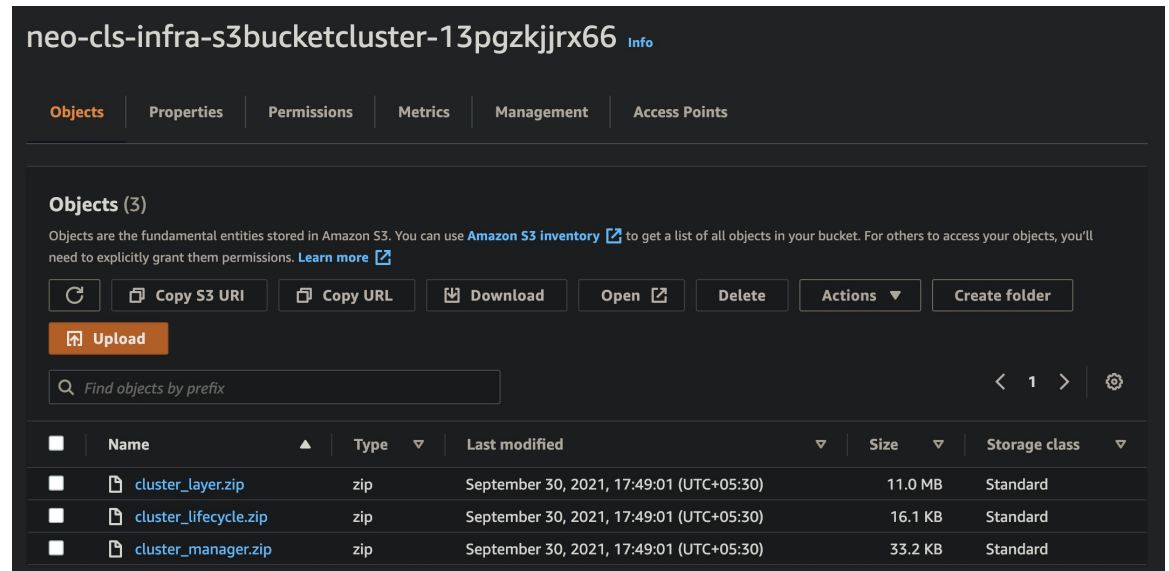 neo-cls-infra-s3bucketcluster-13pgzkjjrx66 Info
Objects Properties Permissions Metrics Management Access Points
Objects (3)
Objects are the fundamental entities stored in Amazon S3. You can use Amazon S3 inventory to get a list of all objects in your bucket. For others to access your objects, you'll
need to explicitly grant them permissions. Learn more
Copy S3 URI Copy URL Download Open Delete Actions Create folder
Upload
Find objects by prefix
1
Name Type Last modified Size Storage class
cluster_layer.zip zip September 30, 2021, 17:49:01 (UTC+05:30) 11.0 MB Standard
cluster_lifecycle.zip zip September 30, 2021, 17:49:01 (UTC+05:30) 16.1 KB Standard
cluster_manager.zip zip September 30, 2021, 17:49:01 (UTC+05:30) 33.2 KB Standard